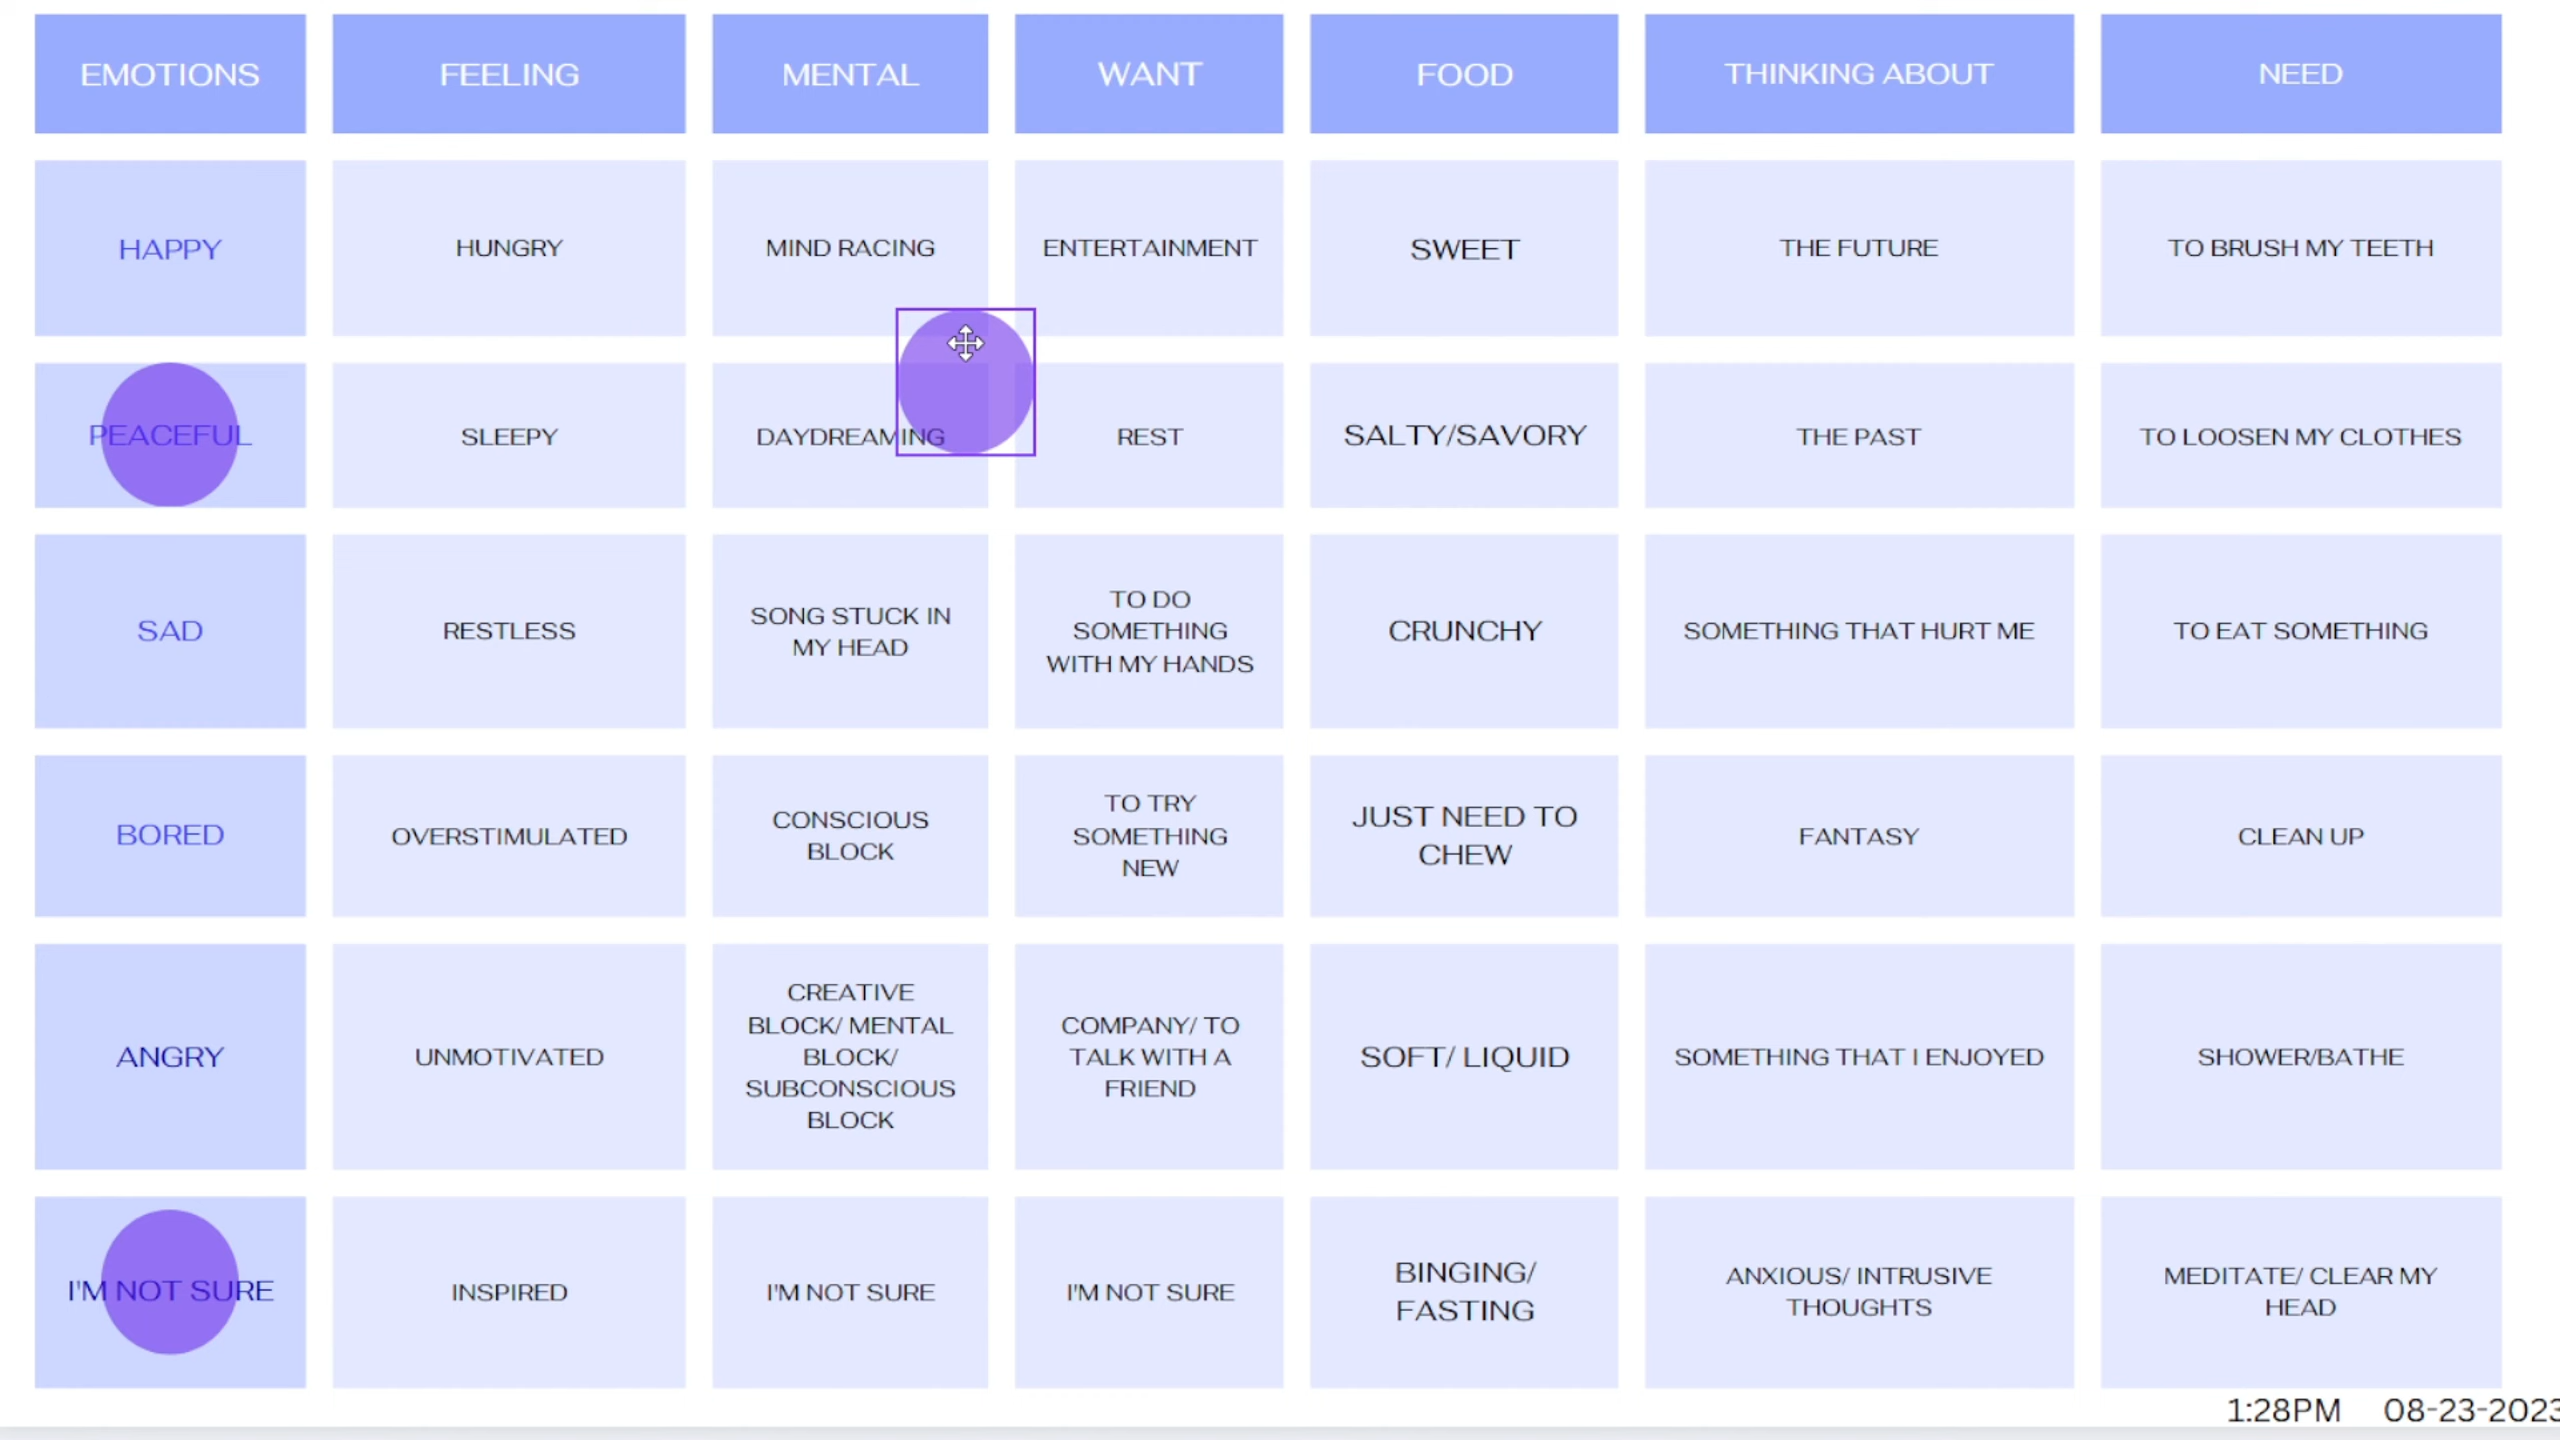 EMOTIONS
FEELING
MENTAL
WANT
FOOD
THINKING ABOUT
NEED
HAPPY
HUNGRY
MIND RACING
ENTERTAINMENT
SWEET
THE FUTURE
TO BRUSH MY TEETH
PEACEFUL
SLEEPY
DAYDREAMING
REST
SALTY/SAVORY
THE PAST
TO LOOSEN MY CLOTHES
SAD
RESTLESS
SONG STUCK IN
MY HEAD
TO DO
SOMETHING
WITH MY HANDS
CRUNCHY
SOMETHING THAT HURT ME
TO EAT SOMETHING
BORED
OVERSTIMULATED
CONSCIOUS
BLOCK
TO TRY
SOMETHING
NEW
JUST NEED TO
CHEW
FANTASY
CLEAN UP
ANGRY
UNMOTIVATED
CREATIVE
BLOCK/ MENTAL
BLOCK/
SUBCONSCIOUS
BLOCK
COMPANY/ TO
TALK WITH A
FRIEND
SOFT/ LIQUID
SOMETHING THAT I ENJOYED
SHOWER/BATHE
I'M NOT SURE
INSPIRED
I'M NOT SURE
I'M NOT SURE
BINGING/
FASTING
ANXIOUS/ INTRUSIVE
THOUGHTS
MEDITATE/ CLEAR MY
HEAD
1:28PM 08-23-2023